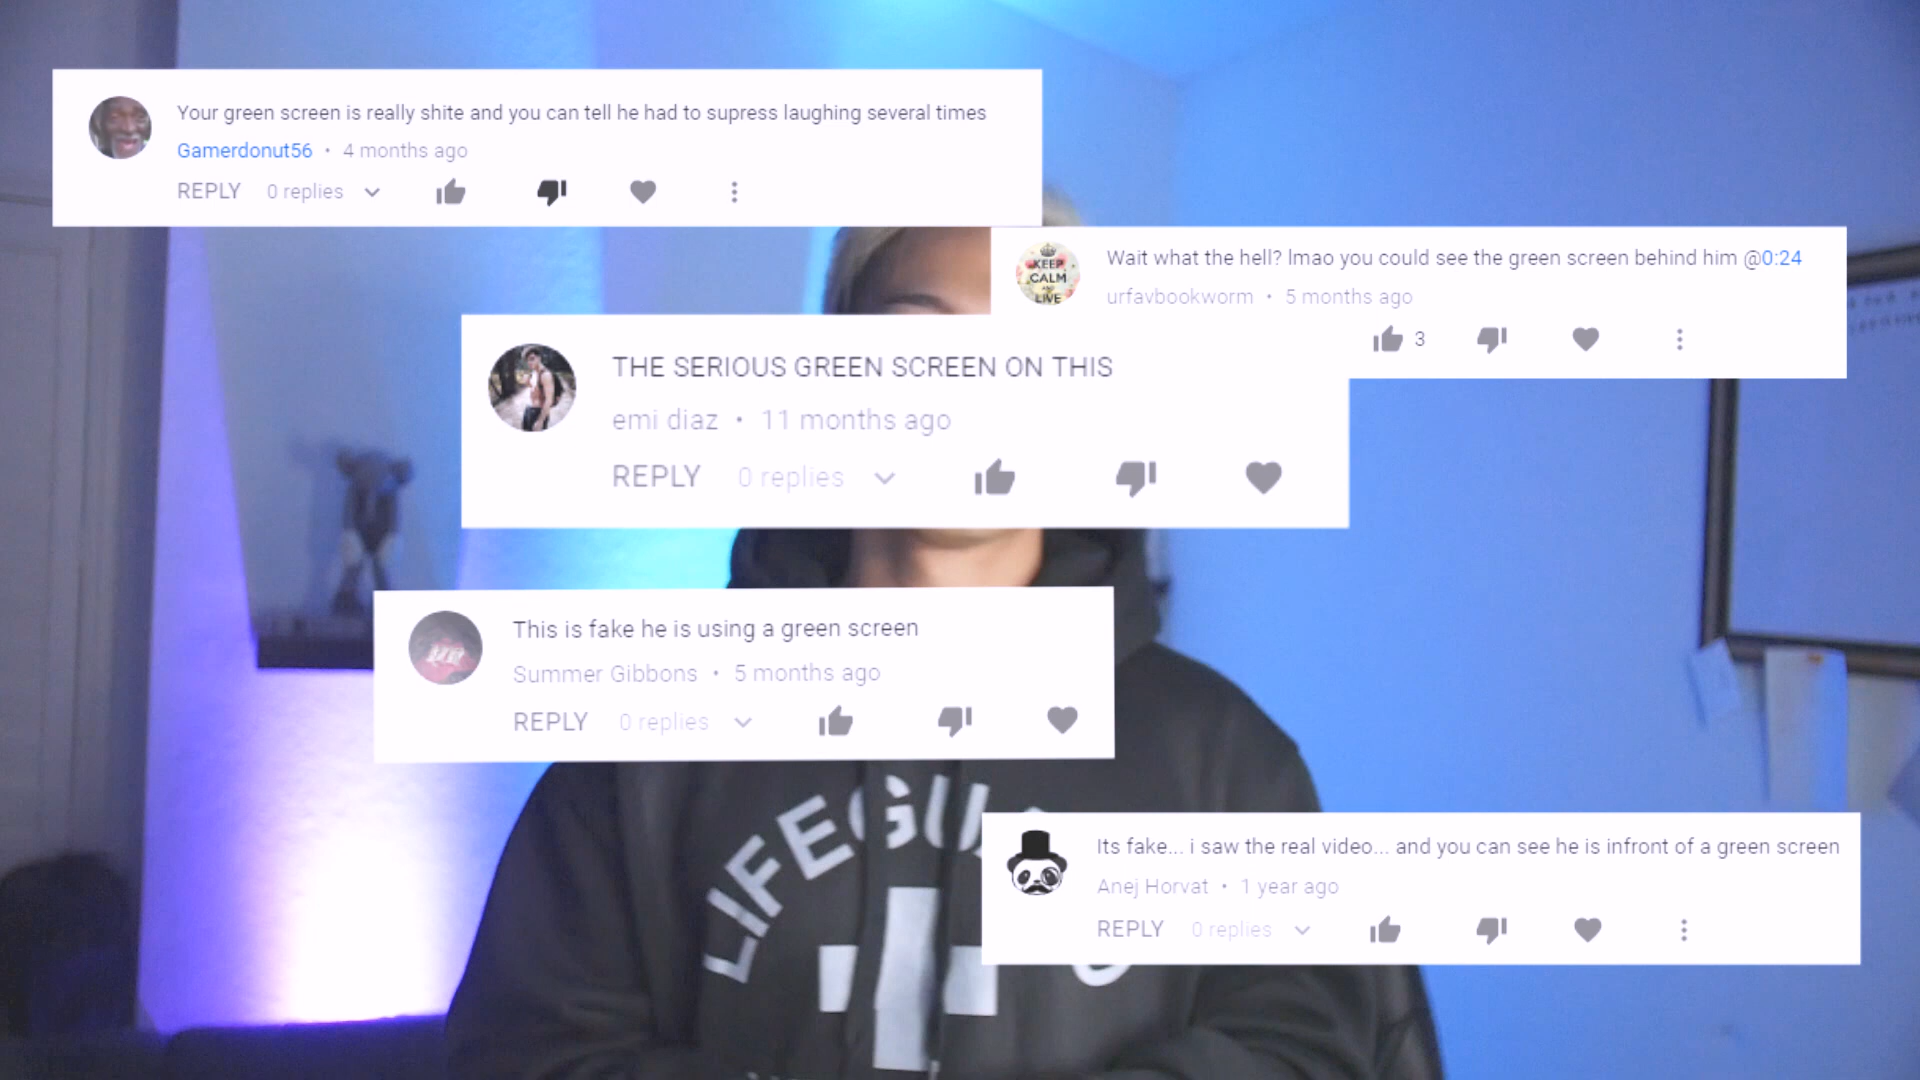 Your green screen is really shite and you can tell he had to supress laughing several times
Gamerdonut56 • 4 months ago
REPLY 0 replies
KEEP
CALM
AND
LIVE
Wait what the hell? lmao you could see the green screen behind him @0:24
urfavbookworm • 5 months ago
3
THE SERIOUS GREEN SCREEN ON THIS
emi diaz • 11 months ago
REPLY 0 replies
This is fake he is using a green screen
Summer Gibbons • 5 months ago
REPLY 0 replies
LIFEGU
Its fake... i saw the real video... and you can see he is infront of a green screen
Anej Horvat • 1 year ago
REPLY 0 replies